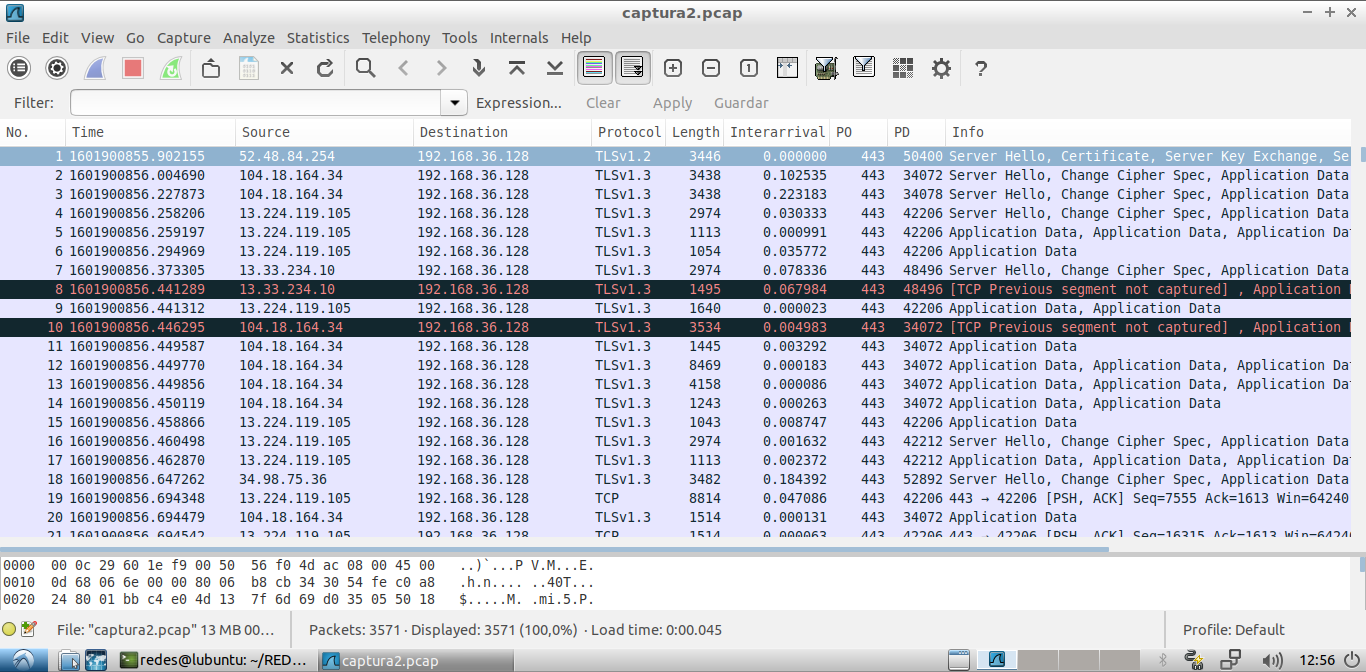 captura2.pcap
File Edit View Go Capture Analyze Statistics Telephony Tools Internals Help
Filter: Expression... Clear Apply Guardar
No. Time Source Destination Protocol Length Interarrival PO PD Info
1 1601900855.902155 52.48.84.254 192.168.36.128 TLSv1.2 3446 0.000000 443 50400 Server Hello, Certificate, Server Key Exchange, Se
2 1601900856.004690 104.18.164.34 192.168.36.128 TLSv1.3 3438 0.102535 443 34072 Server Hello, Change Cipher Spec, Application Data
3 1601900856.227873 104.18.164.34 192.168.36.128 TLSv1.3 3438 0.223183 443 34078 Server Hello, Change Cipher Spec, Application Data
4 1601900856.258206 13.224.119.105 192.168.36.128 TLSv1.3 2974 0.030333 443 42206 Server Hello, Change Cipher Spec, Application Data
5 1601900856.259197 13.224.119.105 192.168.36.128 TLSv1.3 1113 0.000991 443 42206 Application Data, Application Data, Application Da
6 1601900856.294969 13.224.119.105 192.168.36.128 TLSv1.3 1054 0.035772 443 42206 Application Data
7 1601900856.373305 13.33.234.10 192.168.36.128 TLSv1.3 2974 0.078336 443 48496 Server Hello, Change Cipher Spec, Application Data
8 1601900856.441289 13.33.234.10 192.168.36.128 TLSv1.3 1495 0.067984 443 48496 [TCP Previous segment not captured] , Application
9 1601900856.441312 13.224.119.105 192.168.36.128 TLSv1.3 1640 0.000023 443 42206 Application Data, Application Data
10 1601900856.446295 104.18.164.34 192.168.36.128 TLSv1.3 3534 0.004983 443 34072 [TCP Previous segment not captured] , Application
11 1601900856.449587 104.18.164.34 192.168.36.128 TLSv1.3 1445 0.003292 443 34072 Application Data
12 1601900856.449770 104.18.164.34 192.168.36.128 TLSv1.3 8469 0.000183 443 34072 Application Data, Application Data, Application Da
13 1601900856.449856 104.18.164.34 192.168.36.128 TLSv1.3 4158 0.000086 443 34072 Application Data, Application Data, Application Da
14 1601900856.450119 104.18.164.34 192.168.36.128 TLSv1.3 1243 0.000263 443 34072 Application Data, Application Data
15 1601900856.458866 13.224.119.105 192.168.36.128 TLSv1.3 1043 0.008747 443 42206 Application Data
16 1601900856.460498 13.224.119.105 192.168.36.128 TLSv1.3 2974 0.001632 443 42212 Server Hello, Change Cipher Spec, Application Data
17 1601900856.462870 13.224.119.105 192.168.36.128 TLSv1.3 1113 0.002372 443 42212 Application Data, Application Data, Application Da
18 1601900856.647262 34.98.75.36 192.168.36.128 TLSv1.3 3482 0.184392 443 52892 Server Hello, Change Cipher Spec, Application Data
19 1601900856.694348 13.224.119.105 192.168.36.128 TCP 8814 0.047086 443 42206 443 → 42206 [PSH, ACK] Seq=7555 Ack=1613 Win=64240
20 1601900856.694479 104.18.164.34 192.168.36.128 TLSv1.3 1514 0.000131 443 34072 Application Data
21 1601900856.694542 13.224.119.105 192.168.36.128 TCP 1514 0.000063 443 42206 443 → 42206 [PSH, ACK] Seq=16315 Ack=1613 Win=6424
0000 00 0c 29 60 1e f9 00 50 56 f0 4d ac 08 00 45 00 ..)`...P V.M...E.
0010 0d 68 06 6e 00 00 80 06 b8 cb 34 30 54 fe c0 a8 .h.n.... ..40T...
0020 24 80 01 bb c4 e0 4d 13 7f 6d 69 d0 35 05 50 18 $.....M. .mi.5.P.
File: "captura2.pcap" 13 MB 00... Packets: 3571 · Displayed: 3571 (100,0%) · Load time: 0:00.045 Profile: Default
redes@lubuntu: ~/RED... captura2.pcap 12:56